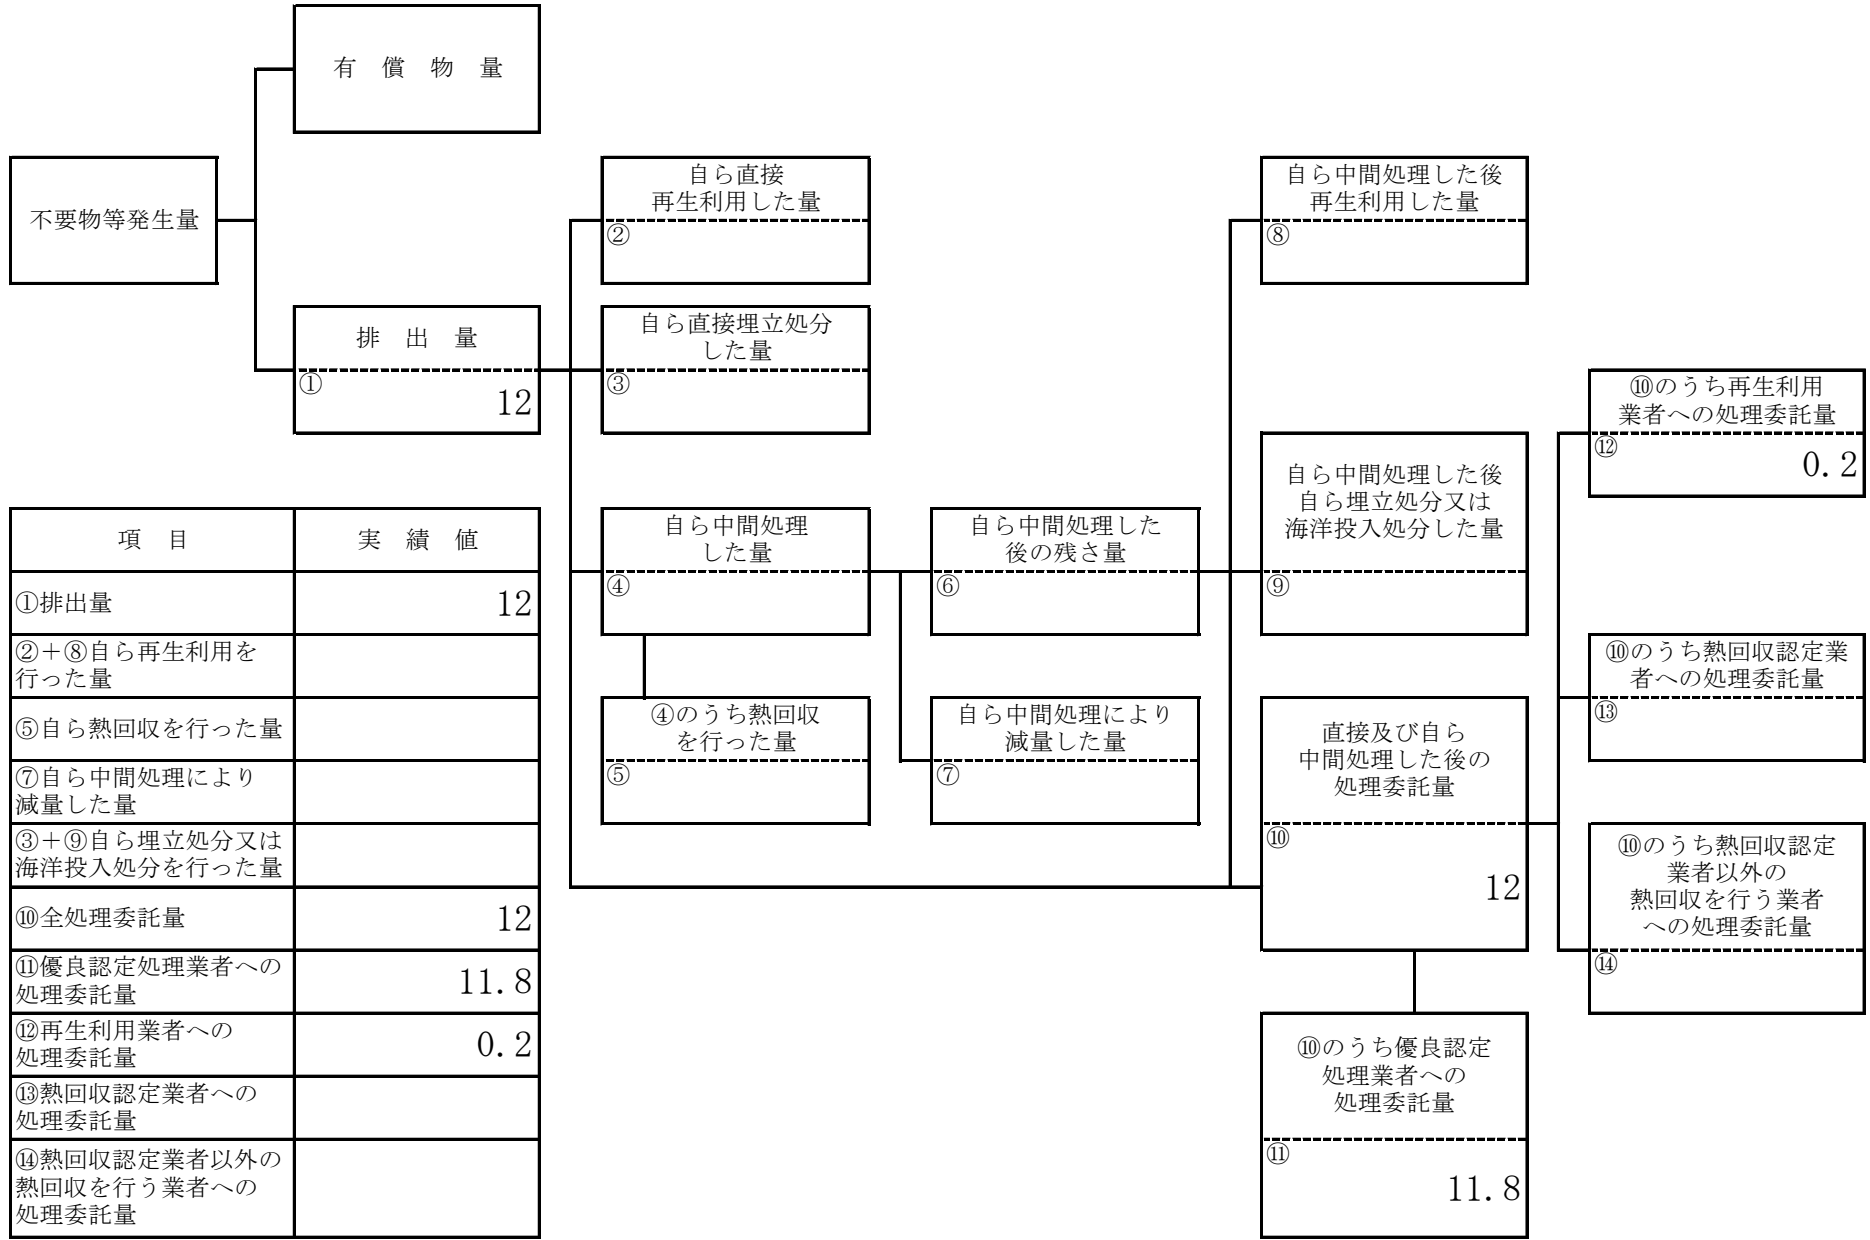 有 償 物 量
不要物等発生量
排 出 量
①
12
自ら直接
再生利用した量
②
自ら直接埋立処分
した量
③
自ら中間処理
した量
④
④のうち熱回収
を行った量
⑤
自ら中間処理した
後の残さ量
⑥
自ら中間処理により
減量した量
⑦
自ら中間処理した後
再生利用した量
⑧
自ら中間処理した後
自ら埋立処分又は
海洋投入処分した量
⑨
直接及び自ら
中間処理した後の
処理委託量
⑩
12
⑩のうち優良認定
処理業者への
処理委託量
⑪
11.8
⑩のうち再生利用
業者への処理委託量
⑫
0.2
⑩のうち熱回収認定業
者への処理委託量
⑬
⑩のうち熱回収認定
業者以外の
熱回収を行う業者
への処理委託量
⑭
項 目 実 績 値
①排出量 12
②＋⑧自ら再生利用を
行った量
⑤自ら熱回収を行った量
⑦自ら中間処理により
減量した量
③＋⑨自ら埋立処分又は
海洋投入処分を行った量
⑩全処理委託量 12
⑪優良認定処理業者への
処理委託量 11.8
⑫再生利用業者への
処理委託量 0.2
⑬熱回収認定業者への
処理委託量
⑭熱回収認定業者以外の
熱回収を行う業者への
処理委託量